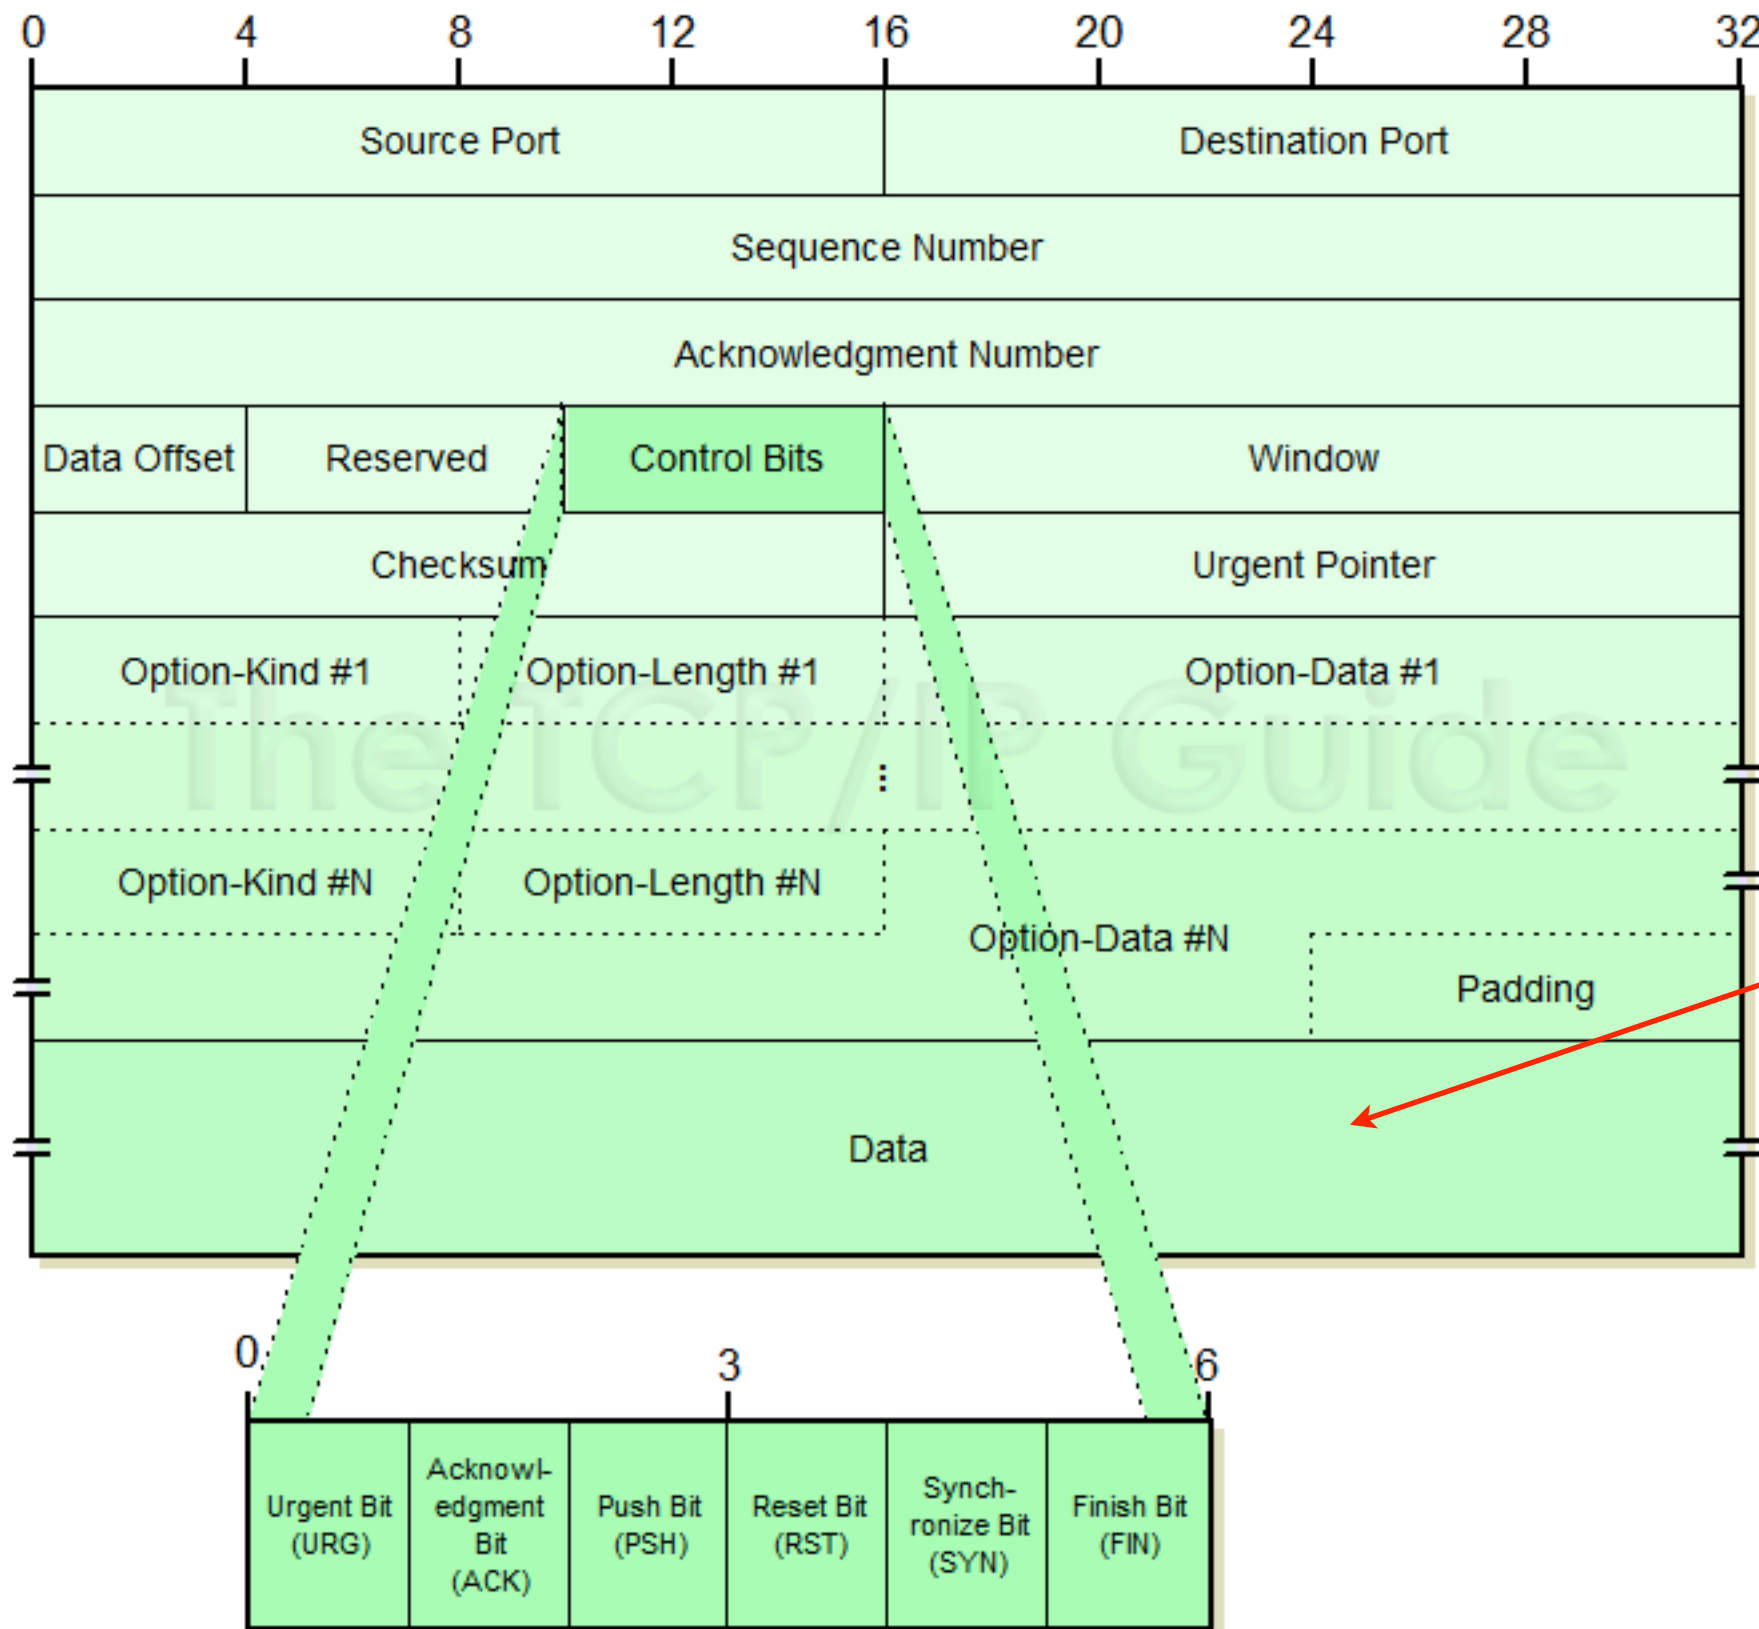 0 4 8 12 16 20 24 28 32
Source Port Destination Port
Sequence Number
Acknowledgment Number
Data Offset Reserved Control Bits Window
Checksum Urgent Pointer
Option-Kind #1 Option-Length #1 Option-Data #1
The TCP/IP Guide
...
Option-Kind #N Option-Length #N
Option-Data #N
Padding
Data
0 3 6
Urgent Bit
(URG)
Acknowl-
edgment
Bit
(ACK)
Push Bit
(PSH)
Reset Bit
(RST)
Synch-
ronize Bit
(SYN)
Finish Bit
(FIN)